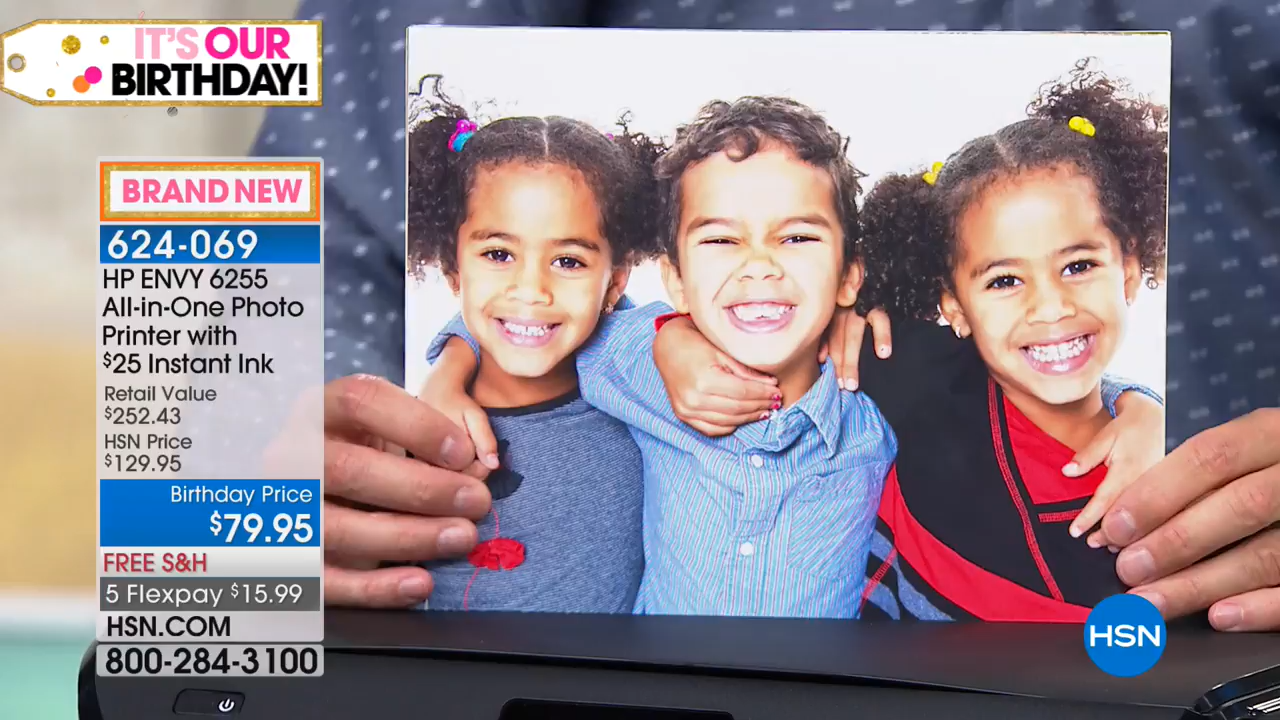 IT'S OUR
BIRTHDAY!
BRAND NEW
624-069
HP ENVY 6255
All-in-One Photo
Printer with
$25 Instant Ink
Retail Value
$252.43
HSN Price
$129.95
Birthday Price
$79.95
FREE S&H
5 Flexpay $15.99
HSN.COM
800-284-3100
HSN